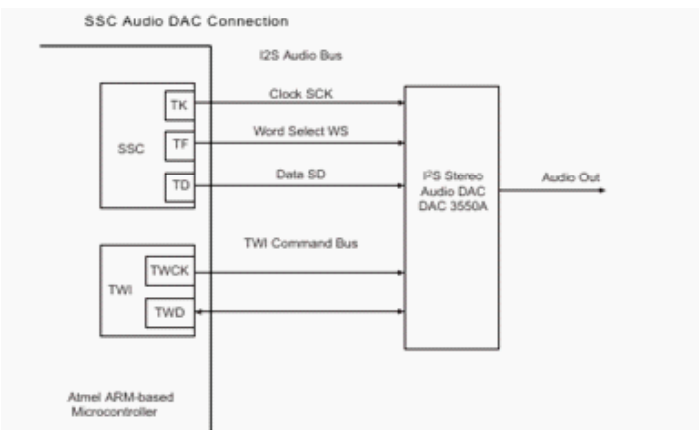 SSC Audio DAC Connection
I2S Audio Bus
TK
Clock SCK
SSC
TF
Word Select WS
TD
Data SD
I²S Stereo
Audio DAC
DAC 3550A
Audio Out
TWI Command Bus
TWI
TWCK
TWD
Atmel ARM-based
Microcontroller